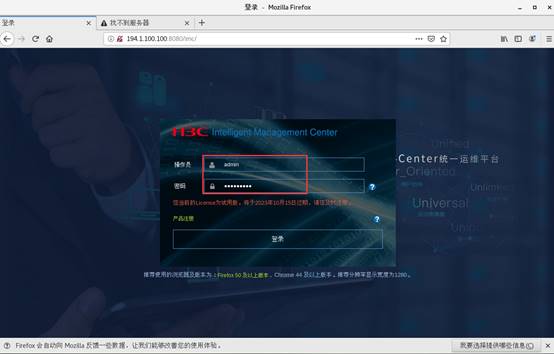 登录 - Mozilla Firefox
登录
找不到服务器
194.1.100.100:8080/imc/
H3C Intelligent Management Center
操作员
admin
密码
您当前的License为试用版，将于2023年10月15日过期，请您及时注册。
产品注册
登录
-Center统一运维平台
Unified
Oriented
Unlimited
Universal
推荐使用的浏览器及版本为：Firefox 50 及以上版本、Chrome 44 及以上版本。推荐分辨率显示宽度为1280。
Firefox 会自动向 Mozilla 反馈一些数据，让我们能够改善您的使用体验。
我要选择提供哪些信息(C)